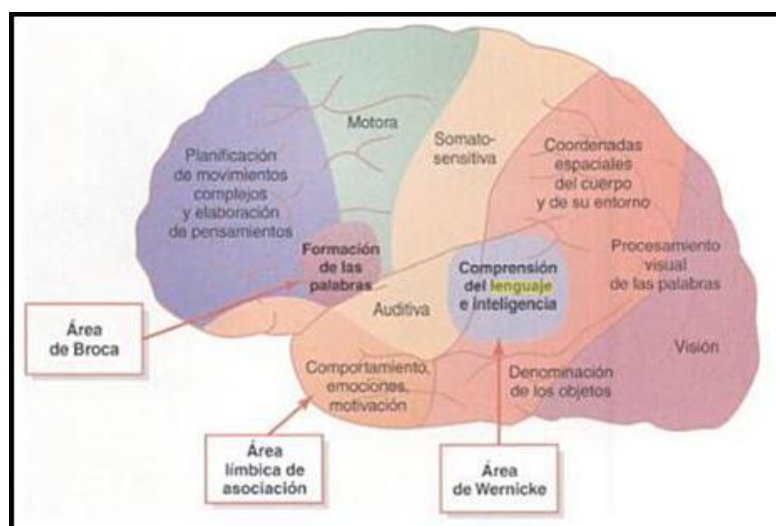 Motora
Somato-
sensitiva
Planificación
de movimientos
complejos
y elaboración
de pensamientos
Coordenadas
espaciales
del cuerpo
y de su entorno
Formación
de las
palabras
Comprensión
del lenguaje
e inteligencia
Procesamiento
visual
de las palabras
Auditiva
Visión
Área
de Broca
Comportamiento,
emociones,
motivación
Denominación
de los objetos
Área
límbica de
asociación
Área
de Wernicke